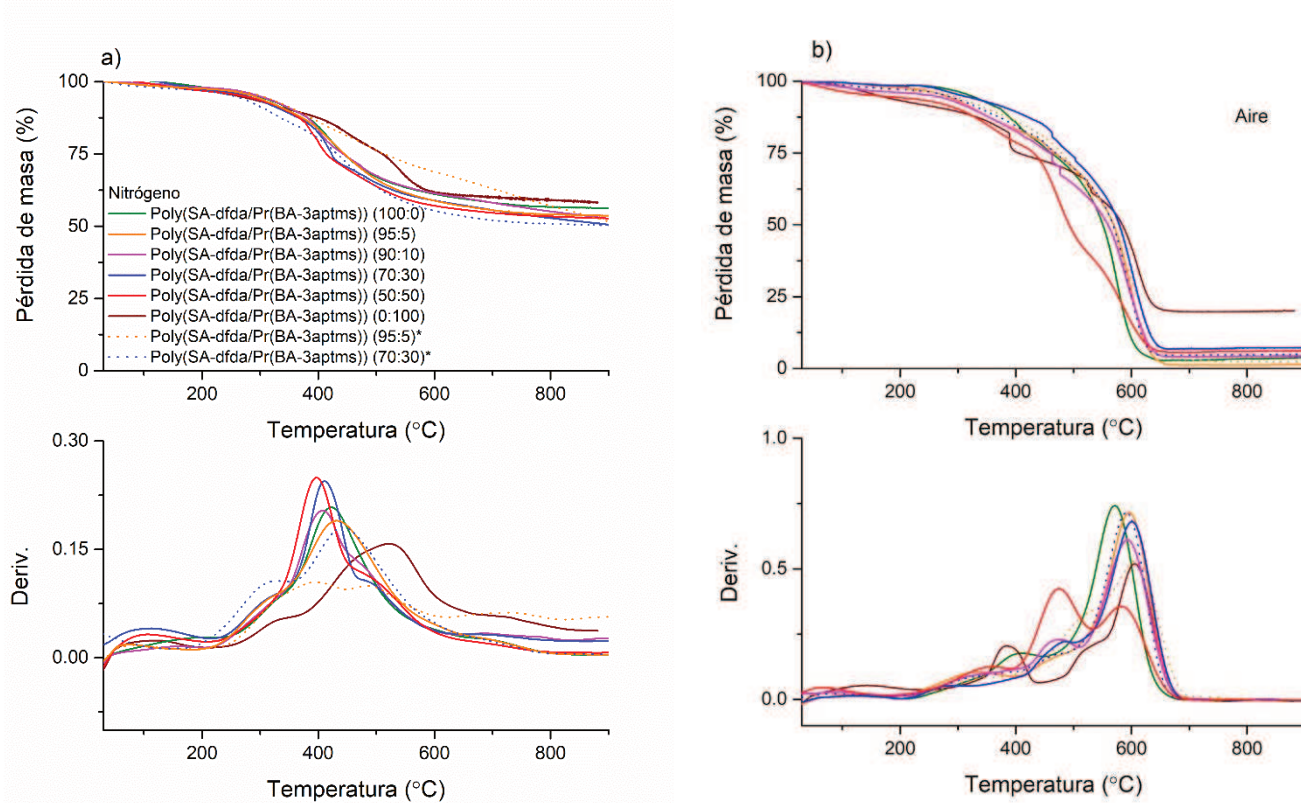 a)
Pérdida de masa (%)
100
75
50
25
0
Nitrógeno
Poly(SA-dfda/Pr(BA-3aptms)) (100:0)
Poly(SA-dfda/Pr(BA-3aptms)) (95:5)
Poly(SA-dfda/Pr(BA-3aptms)) (90:10)
Poly(SA-dfda/Pr(BA-3aptms)) (70:30)
Poly(SA-dfda/Pr(BA-3aptms)) (50:50)
Poly(SA-dfda/Pr(BA-3aptms)) (0:100)
Poly(SA-dfda/Pr(BA-3aptms)) (95:5)*
Poly(SA-dfda/Pr(BA-3aptms)) (70:30)*
200 400 600 800
Temperatura (°C)
Deriv.
0.30
0.15
0.00
200 400 600 800
Temperatura (°C)
b)
Pérdida de masa (%)
100
75
50
25
0
Aire
200 400 600 800
Temperatura (°C)
Deriv.
1.0
0.5
0.0
200 400 600 800
Temperatura (°C)